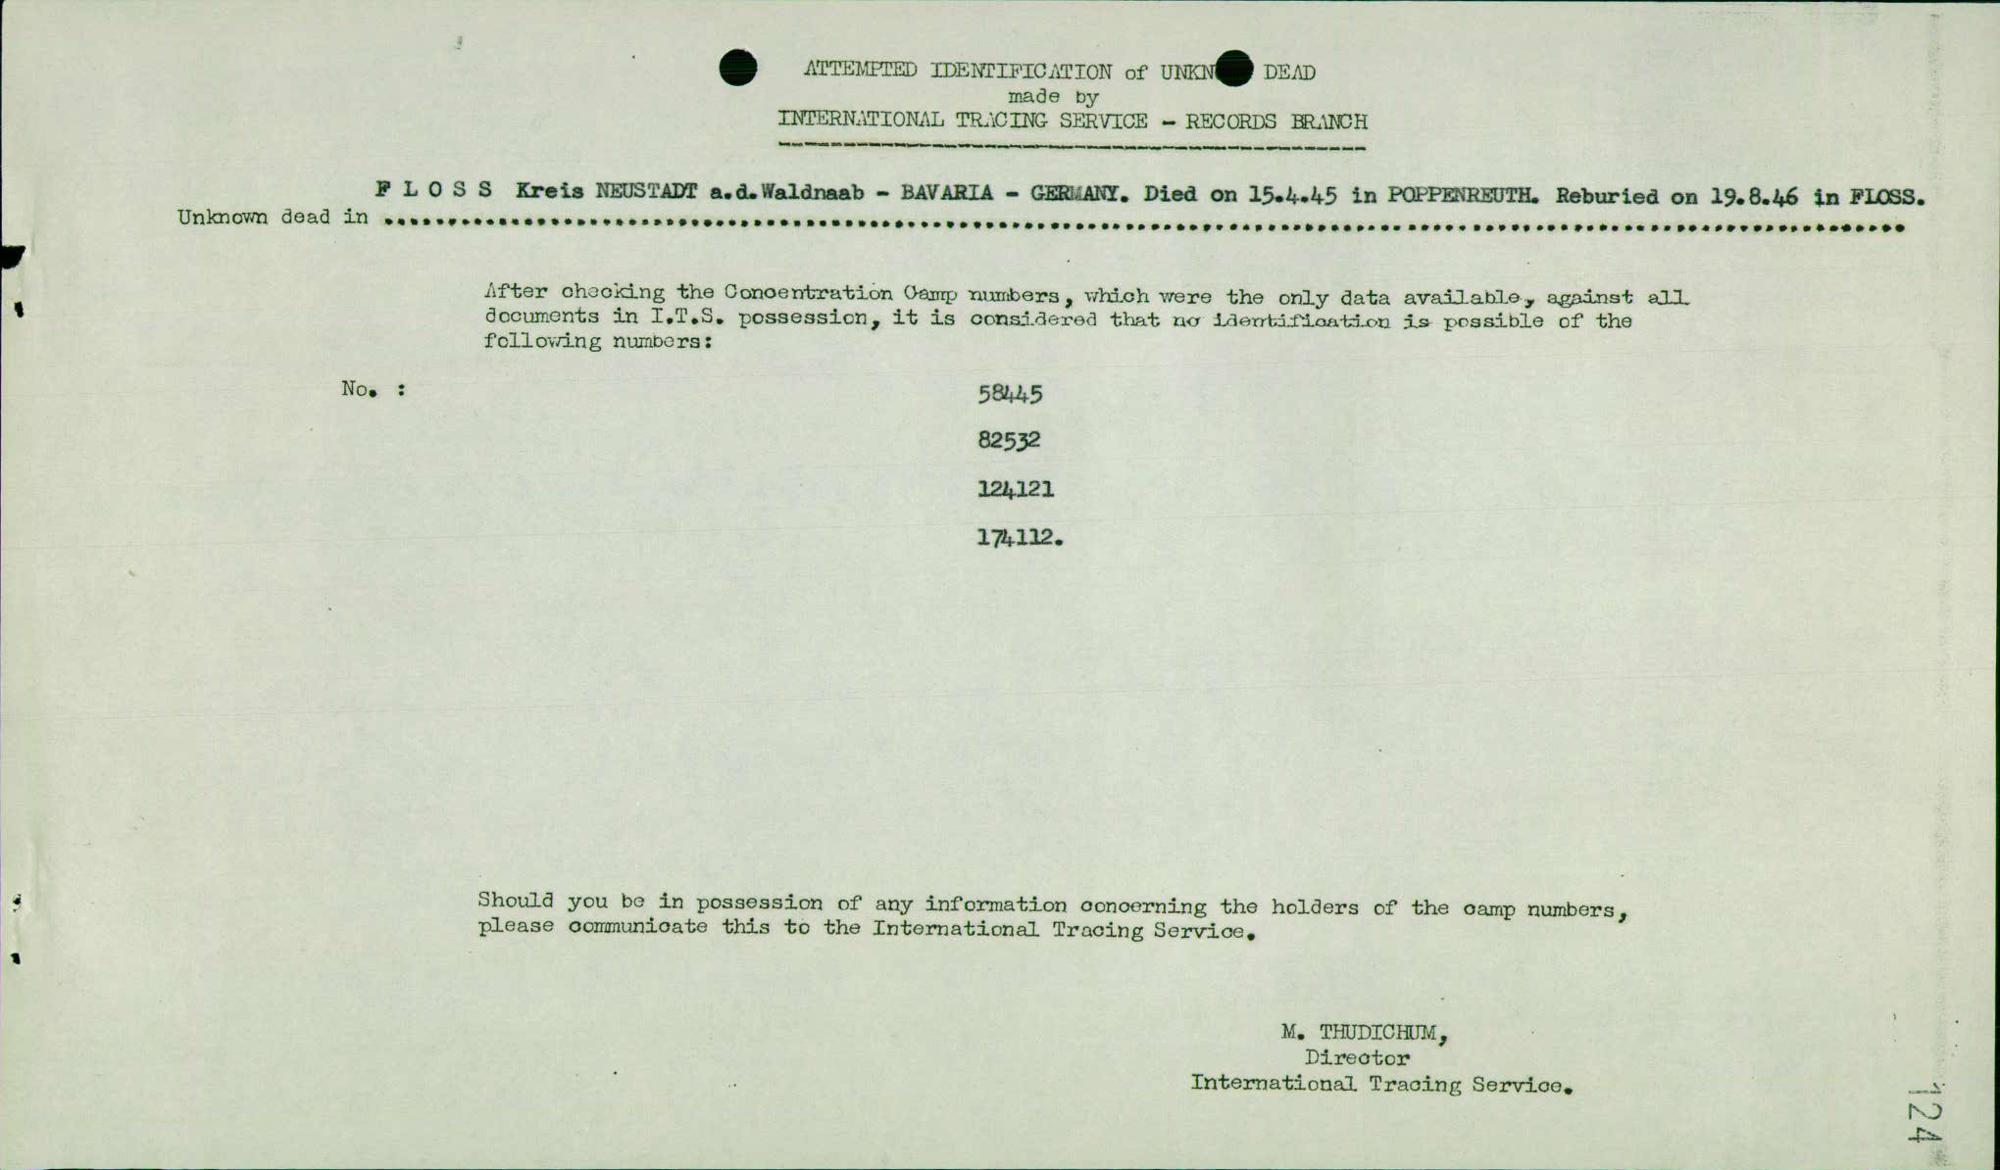 ATTEMPTED IDENTIFICATION of UNKN DEAD
made by
INTERNATIONAL TRACING SERVICE - RECORDS BRANCH
F L O S S Kreis NEUSTADT a.d.Waldnaab - BAVARIA - GERMANY. Died on 15.4.45 in POPPENREUTH. Reburied on 19.8.46 in FLOSS.
Unknown dead in ................................................................................
After checking the Concentration Camp numbers, which were the only data available, against all
documents in I.T.S. possession, it is considered that no identification is possible of the
following numbers:
No. :
58445
82532
124121
174112.
Should you be in possession of any information concerning the holders of the camp numbers,
please communicate this to the International Tracing Service.
M. THUDICHUM,
Director
International Tracing Service.
124